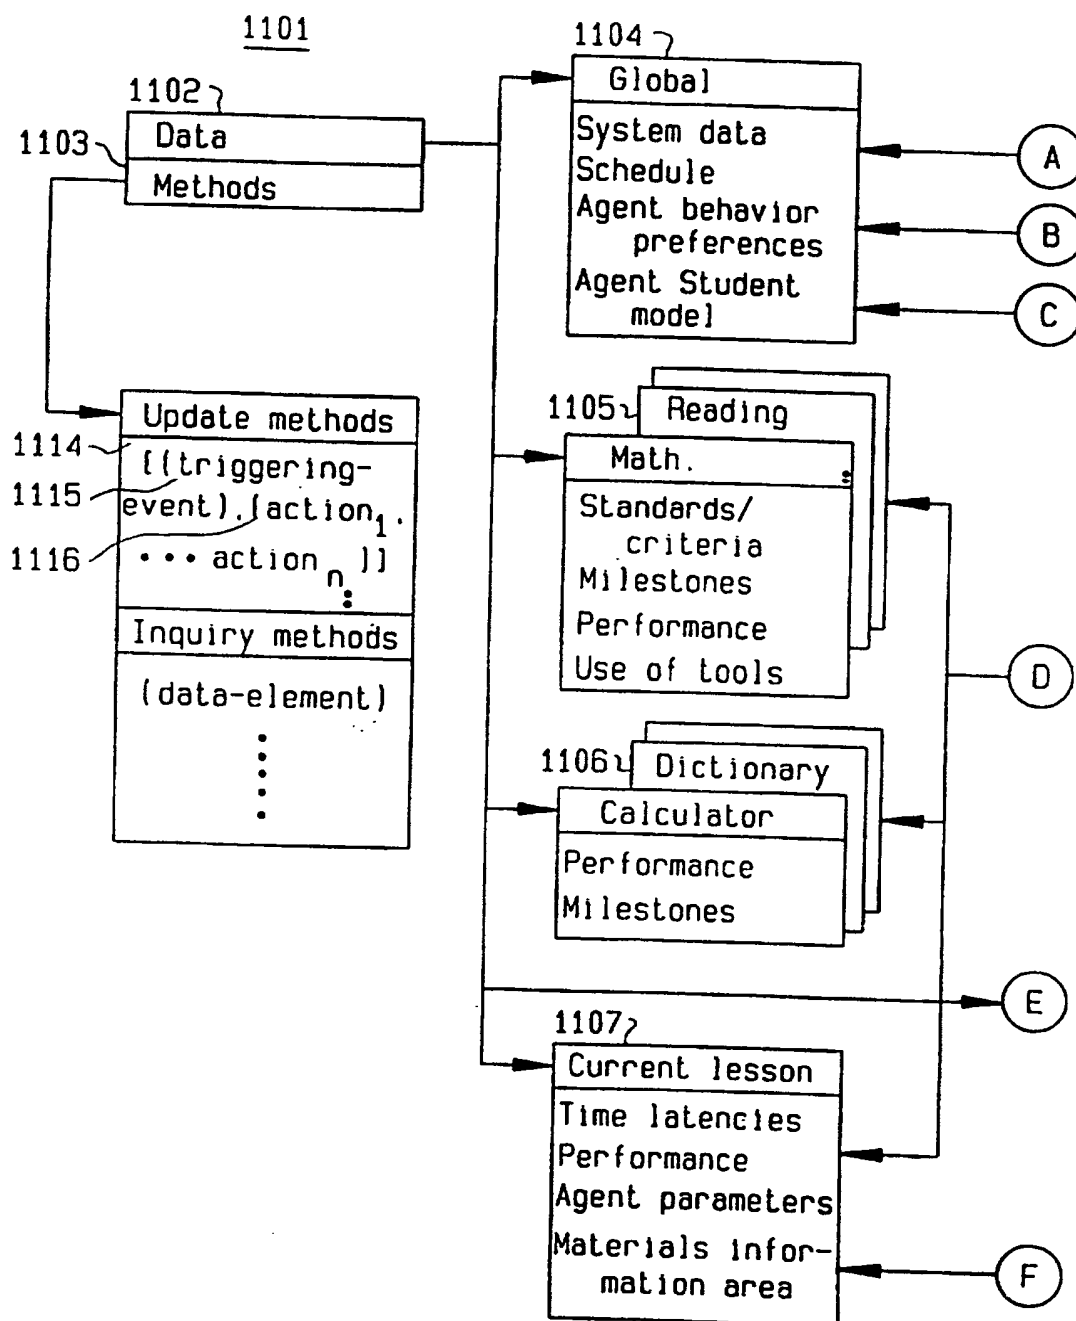 1101
1102
Data
1103
Methods
Update methods
1114
[((triggering-
1115
event).(action1.
1116
••• action n )]]
Inquiry methods
(data-element)
1104
Global
System data
Schedule
Agent behavior
preferences
Agent Student
model
A
B
C
1105
Reading
Math.
Standards/
criteria
Milestones
Performance
Use of tools
D
1106
Dictionary
Calculator
Performance
Milestones
E
1107
Current lesson
Time latencies
Performance
Agent parameters
Materials infor-
mation area
F